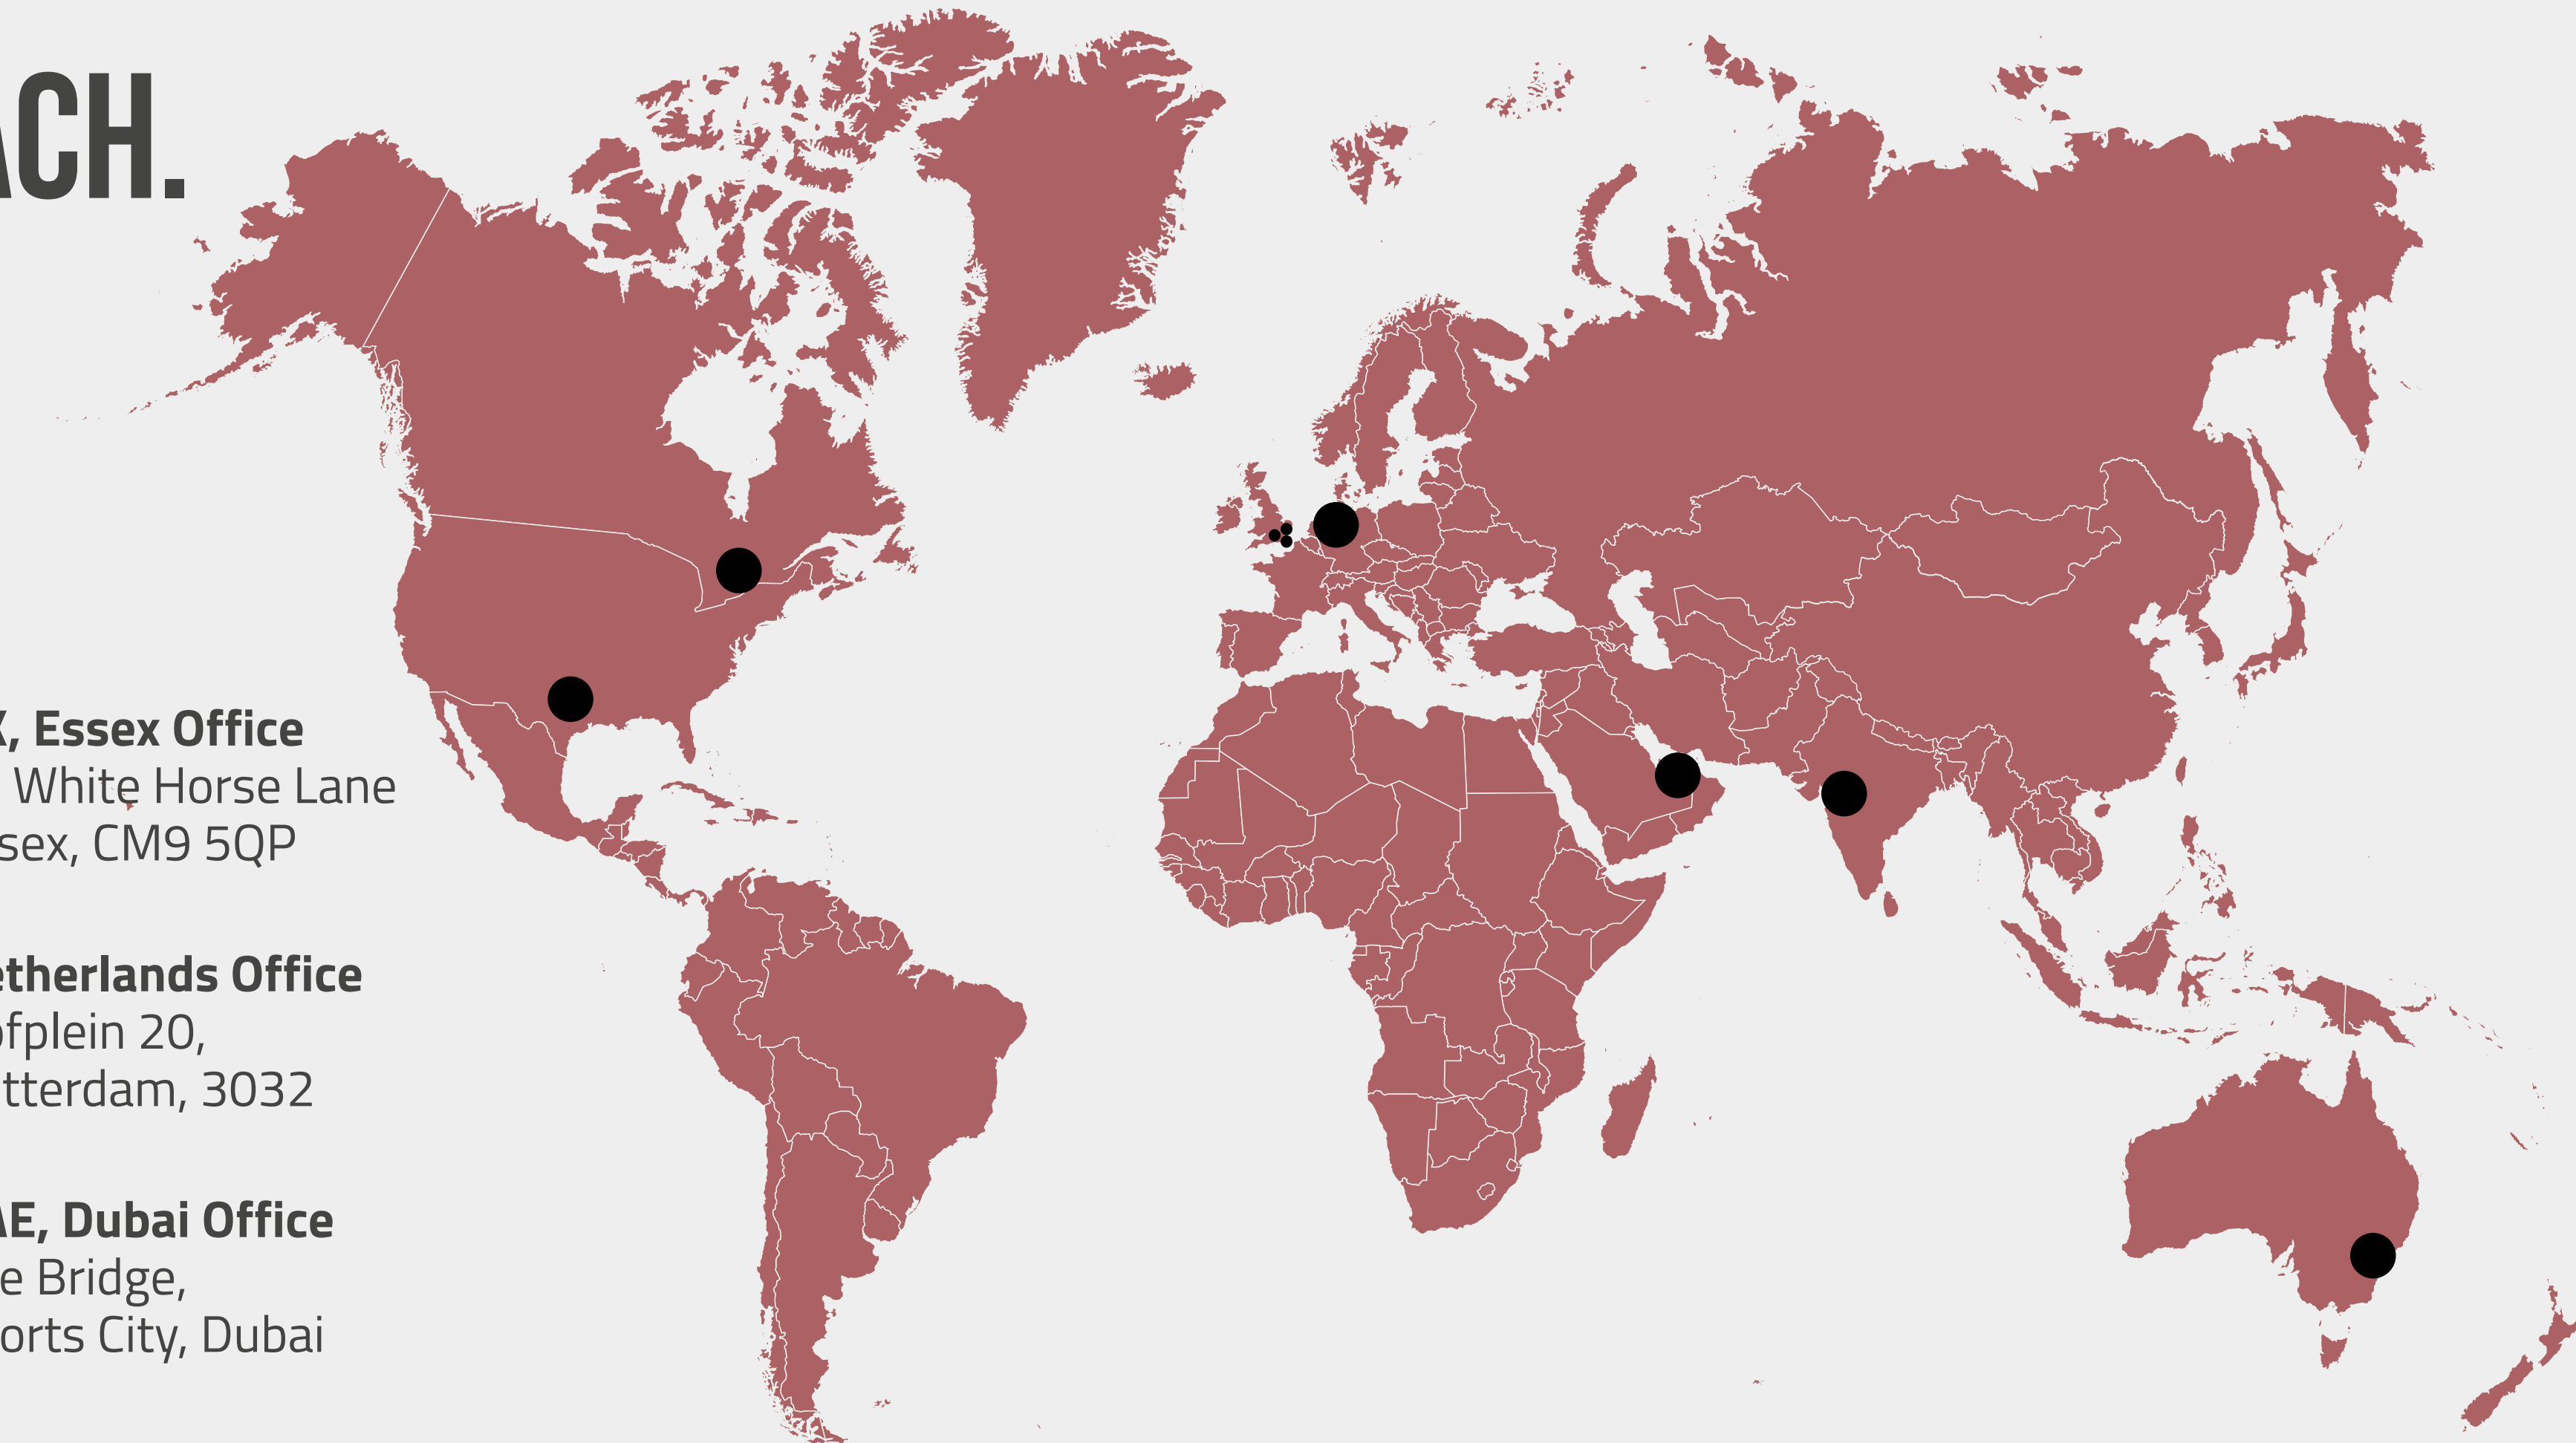 ACH.
, Essex Office
White Horse Lane
sex, CM9 5QP
etherlands Office
ofplein 20,
tterdam, 3032
AE, Dubai Office
e Bridge,
orts City, Dubai